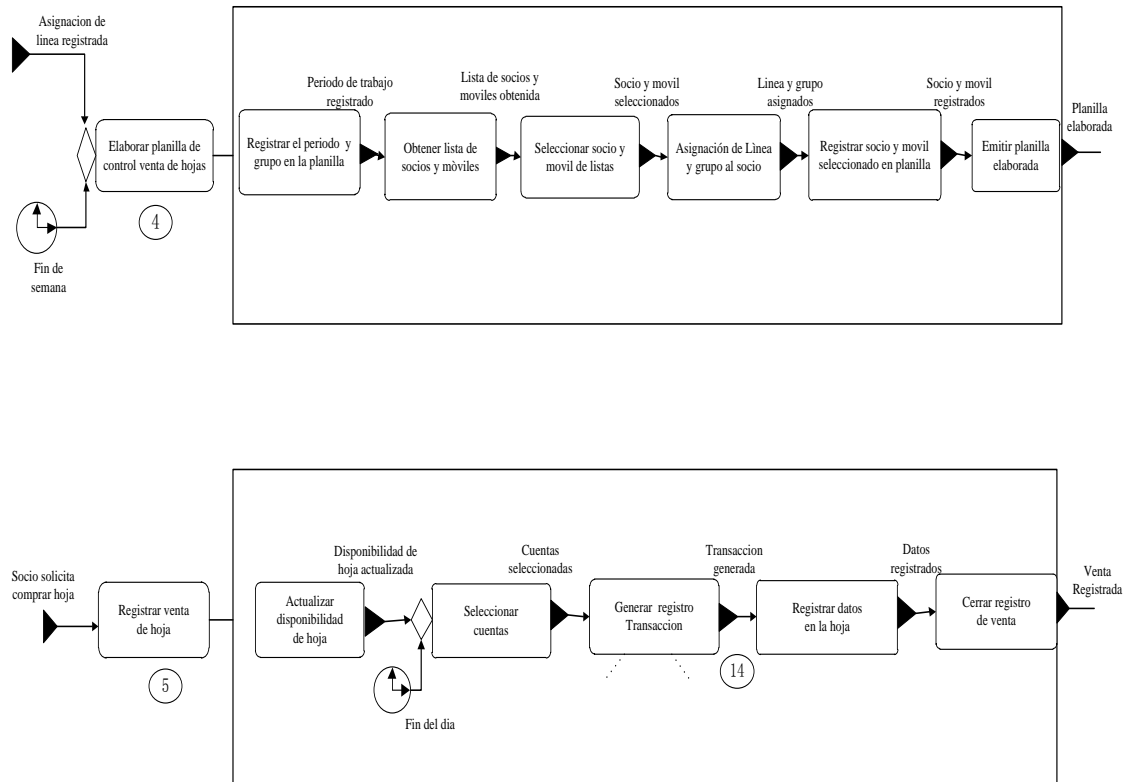 Asignacion de
linea registrada
Periodo de trabajo
registrado
Lista de socios y
moviles obtenida
Socio y movil
seleccionados
Linea y grupo
asignados
Socio y movil
registrados
Planilla
elaborada
Elaborar planilla de
control venta de hojas
Registrar el periodo y
grupo en la planilla
Obtener lista de
socios y mòviles
Seleccionar socio y
movil de listas
Asignación de Lìnea
y grupo al socio
Registrar socio y movil
seleccionado en planilla
Emitir planilla
elaborada
4
Fin de
semana
Socio solicita
comprar hoja
Disponibilidad de
hoja actualizada
Cuentas
seleccionadas
Transaccion
generada
Datos
registrados
Venta
Registrada
Registrar venta
de hoja
Actualizar
disponibilidad
de hoja
Seleccionar
cuentas
Generar registro
Transaccion
Registrar datos
en la hoja
Cerrar registro
de venta
5
14
Fin del dia